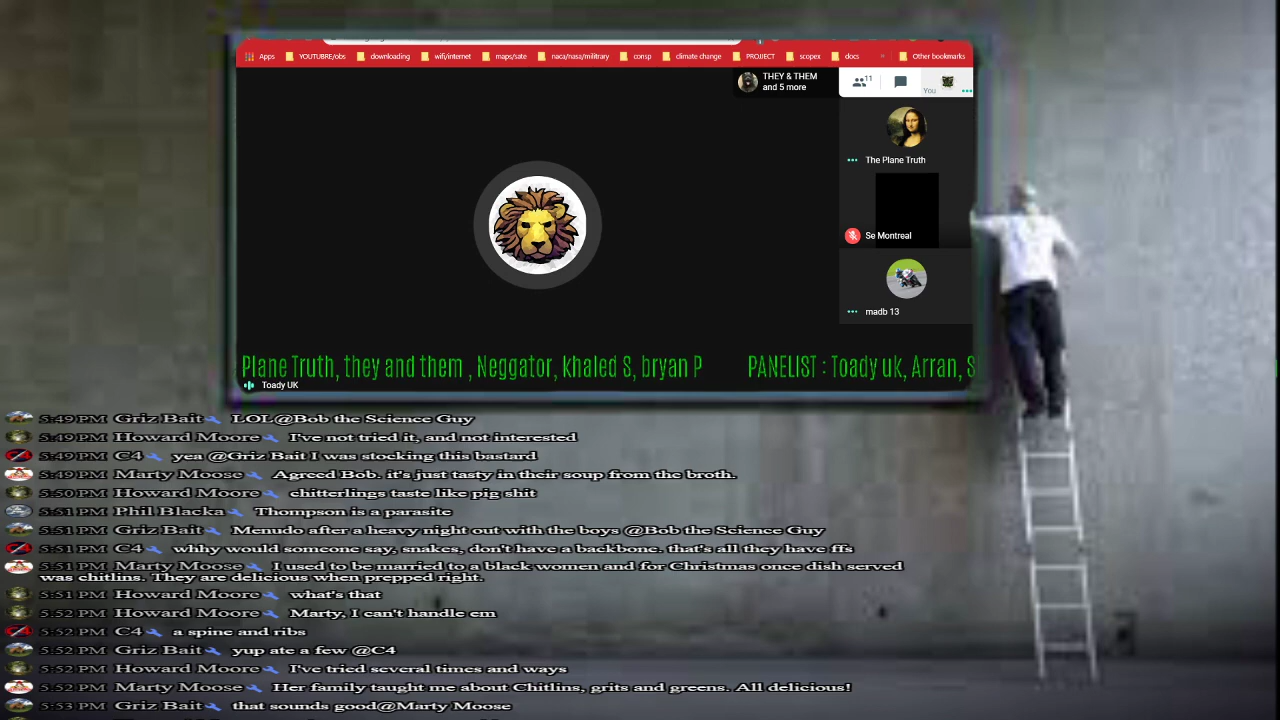 Apps YOUTUBRE/obs downloading wifi/internet maps/sate naca/nasa/militrary consp climate change PROJECT scopex docs Other bookmarks
THEY & THEM
and 5 more
11
You
The Plane Truth
Se Montreal
madb 13
Plane Truth, they and them , Neggator, khaled S, bryan P PANELIST : Toady uk, Arran, S
Toady UK
5:49 PM Griz Bait LOL@Bob the Science Guy
5:49 PM Howard Moore I've not tried it, and not interested
5:49 PM C4 yea @Griz Bait I was stocking this bastard
5:49 PM Marty Moose Agreed Bob. it's just tasty in their soup from the broth.
5:50 PM Howard Moore chitterlings taste like pig shit
5:51 PM Phil Blacka Thompson is a parasite
5:51 PM Griz Bait Menudo after a heavy night out with the boys @Bob the Science Guy
5:51 PM C4 whhy would someone say, snakes, don't have a backbone. that's all they have ffs
5:51 PM Marty Moose I used to be married to a black women and for Christmas once dish served
was chitlins. They are delicious when prepped right.
5:51 PM Howard Moore what's that
5:52 PM Howard Moore Marty, I can't handle em
5:52 PM C4 a spine and ribs
5:52 PM Griz Bait yup ate a few @C4
5:52 PM Howard Moore I've tried several times and ways
5:52 PM Marty Moose Her family taught me about Chitlins, grits and greens. All delicious!
5:53 PM Griz Bait that sounds good@Marty Moose